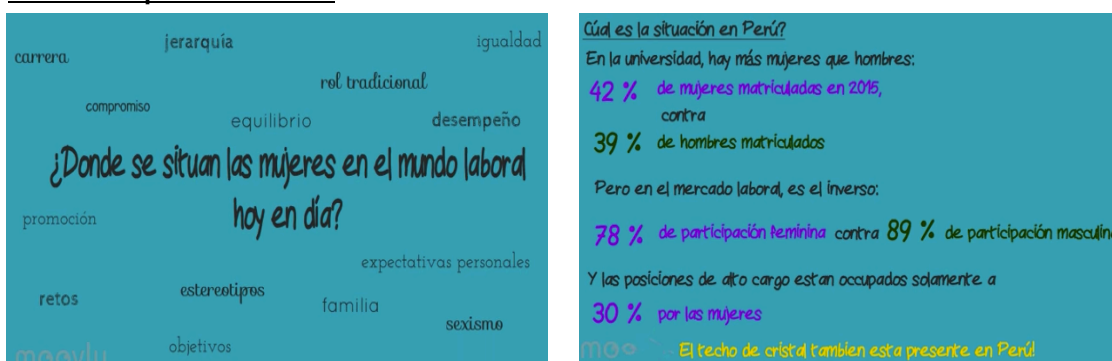 carrera
jerarquía
igualdad
rol tradicional
compromiso
equilibrio
desempeño
¿Donde se situan las mujeres en el mundo laboral
hoy en día?
promoción
expectativas personales
retos
estereotipos
familia
sexismo
objetivos
moovly
Cúal es la situación en Perú?
En la universidad, hay más mujeres que hombres:
42 % de mujeres matriculadas en 2015,
contra
39 % de hombres matriculados
Pero en el mercado laboral, es el inverso:
78 % de participación feminina contra 89 % de participación masculin
Y las posiciones de alto cargo estan occupados solamente a
30 % por las mujeres
El techo de cristal tambien esta presente en Perú!